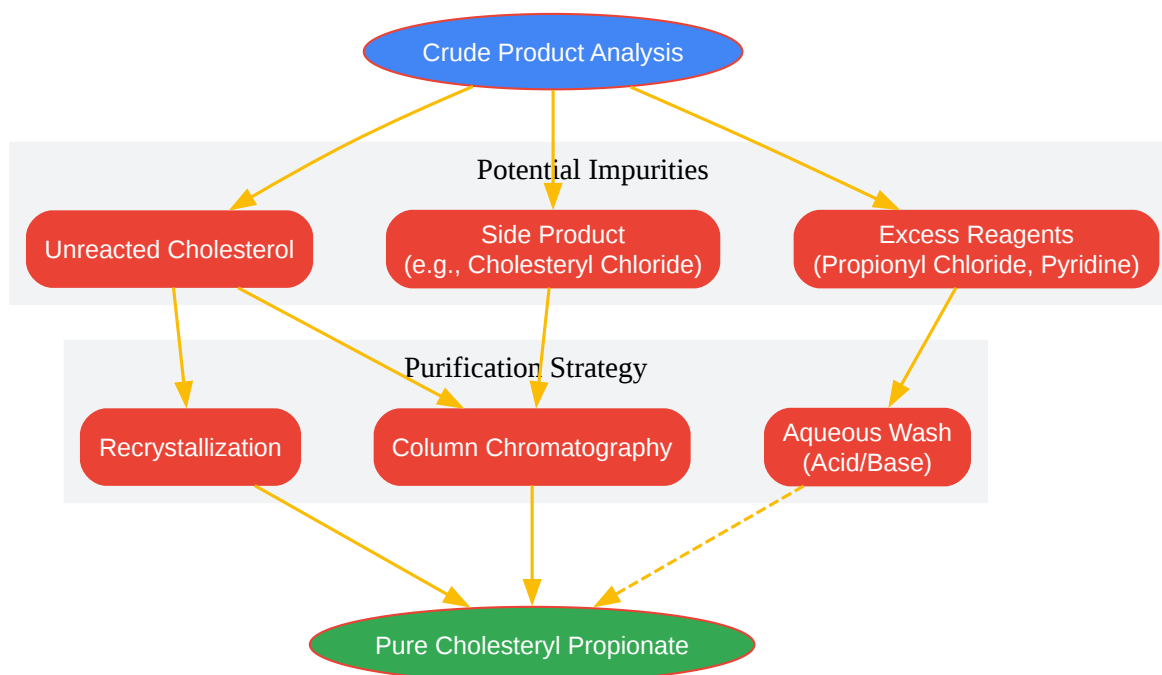 Crude Product Analysis
Potential Impurities
Unreacted Cholesterol
Side Product
(e.g., Cholesteryl Chloride)
Excess Reagents
(Propionyl Chloride, Pyridine)
Purification Strategy
Recrystallization
Column Chromatography
Aqueous Wash
(Acid/Base)
Pure Cholesteryl Propionate